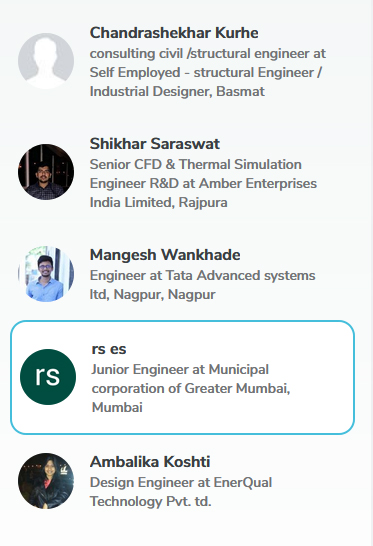 Chandrashekhar Kurhe
consulting civil /structural engineer at
Self Employed - structural Engineer /
Industrial Designer, Basmat
Shikhar Saraswat
Senior CFD & Thermal Simulation
Engineer R&D at Amber Enterprises
India Limited, Rajpura
Mangesh Wankhade
Engineer at Tata Advanced systems
ltd, Nagpur, Nagpur
rs
rs es
Junior Engineer at Municipal
corporation of Greater Mumbai,
Mumbai
Ambalika Koshti
Design Engineer at EnerQual
Technology Pvt. td.